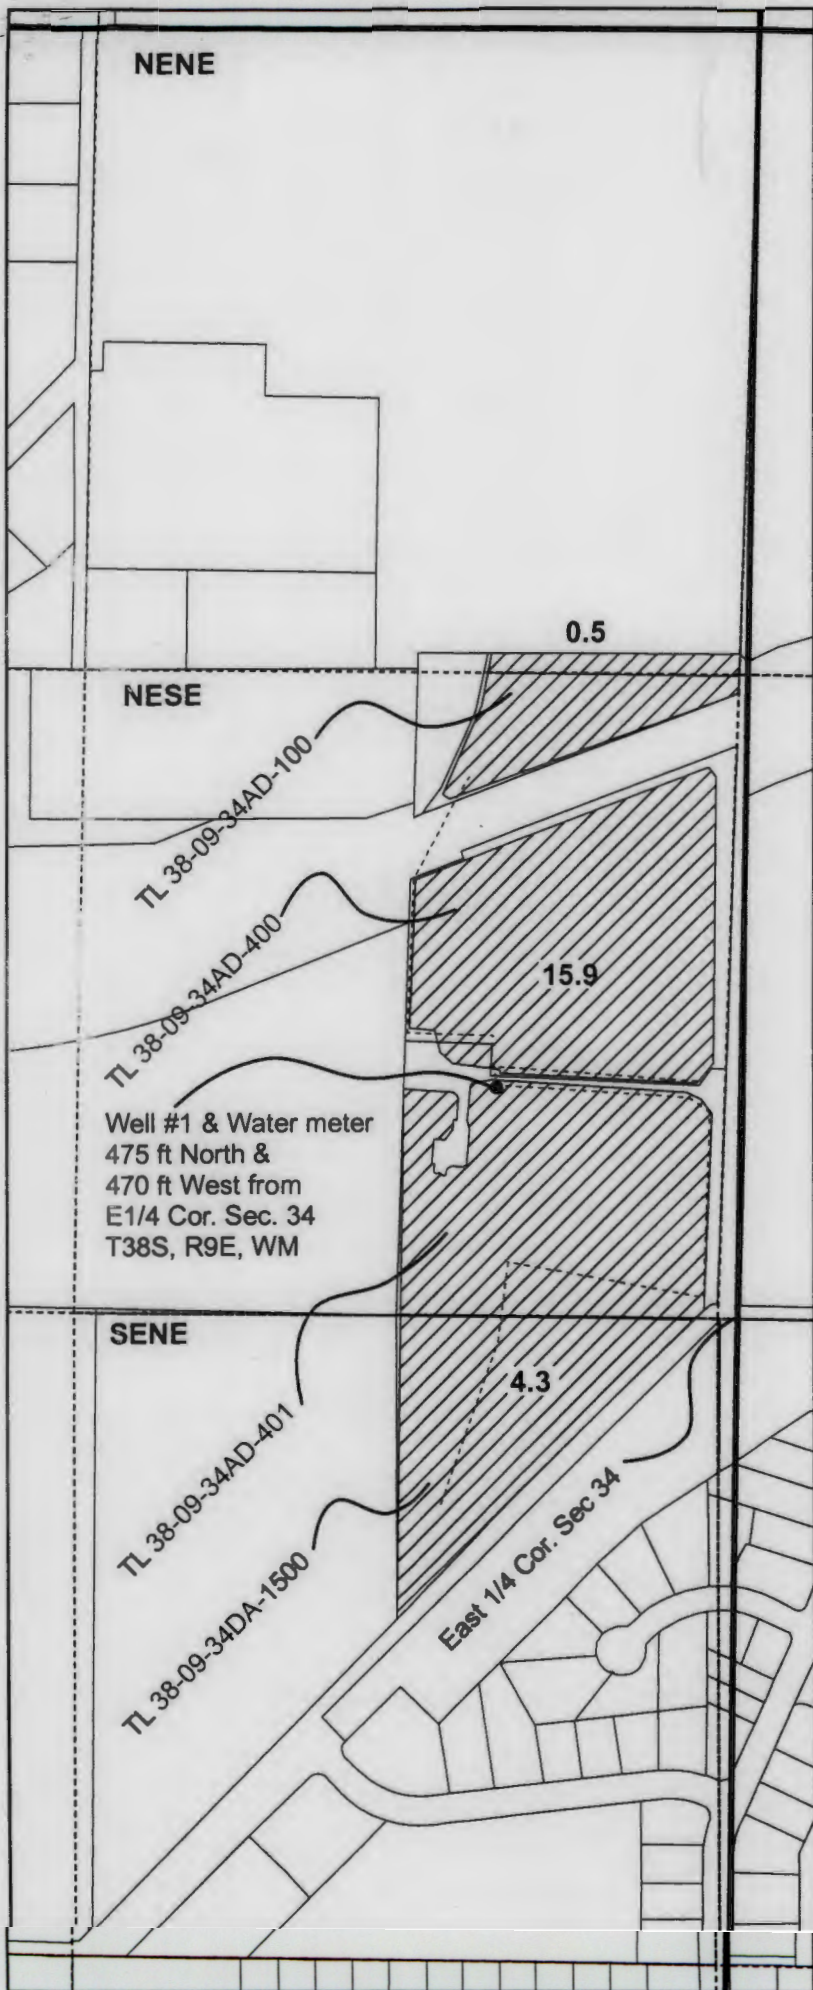 NENE
0.5
NESE
TL 38-09-34AD-100
TL 38-09-34AD-400
15.9
Well #1 & Water meter
475 ft North &
470 ft West from
E1/4 Cor. Sec. 34
T38S, R9E, WM
SENE
4.3
TL 38-09-34AD-401
East 1/4 Cor. Sec 34
TL 38-09-34DA-1500